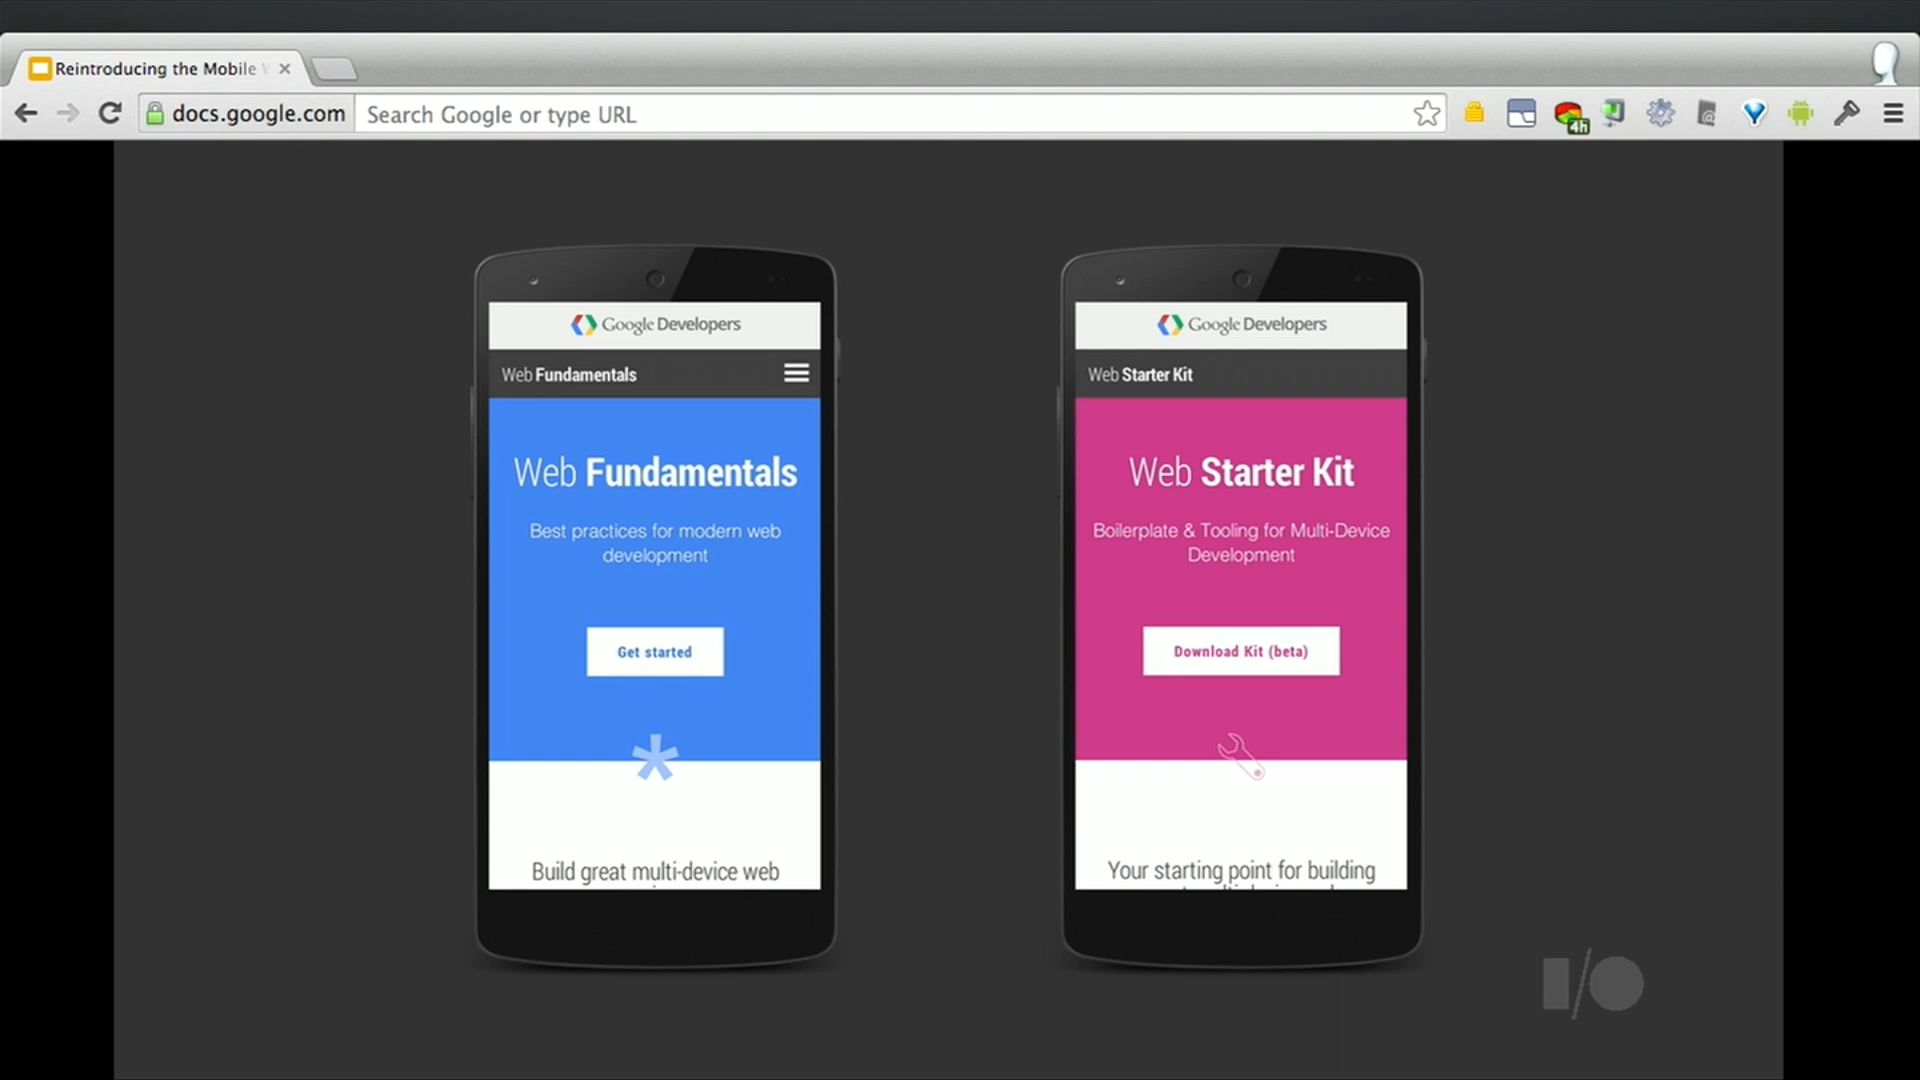 Reintroducing the Mobile
docs.google.com
Search Google or type URL
4h
Google Developers
Web Fundamentals
Web Fundamentals
Best practices for modern web
development
Get started
*
Build great multi-device web
Google Developers
Web Starter Kit
Web Starter Kit
Boilerplate & Tooling for Multi-Device
Development
Download Kit (beta)
Your starting point for building
I/O